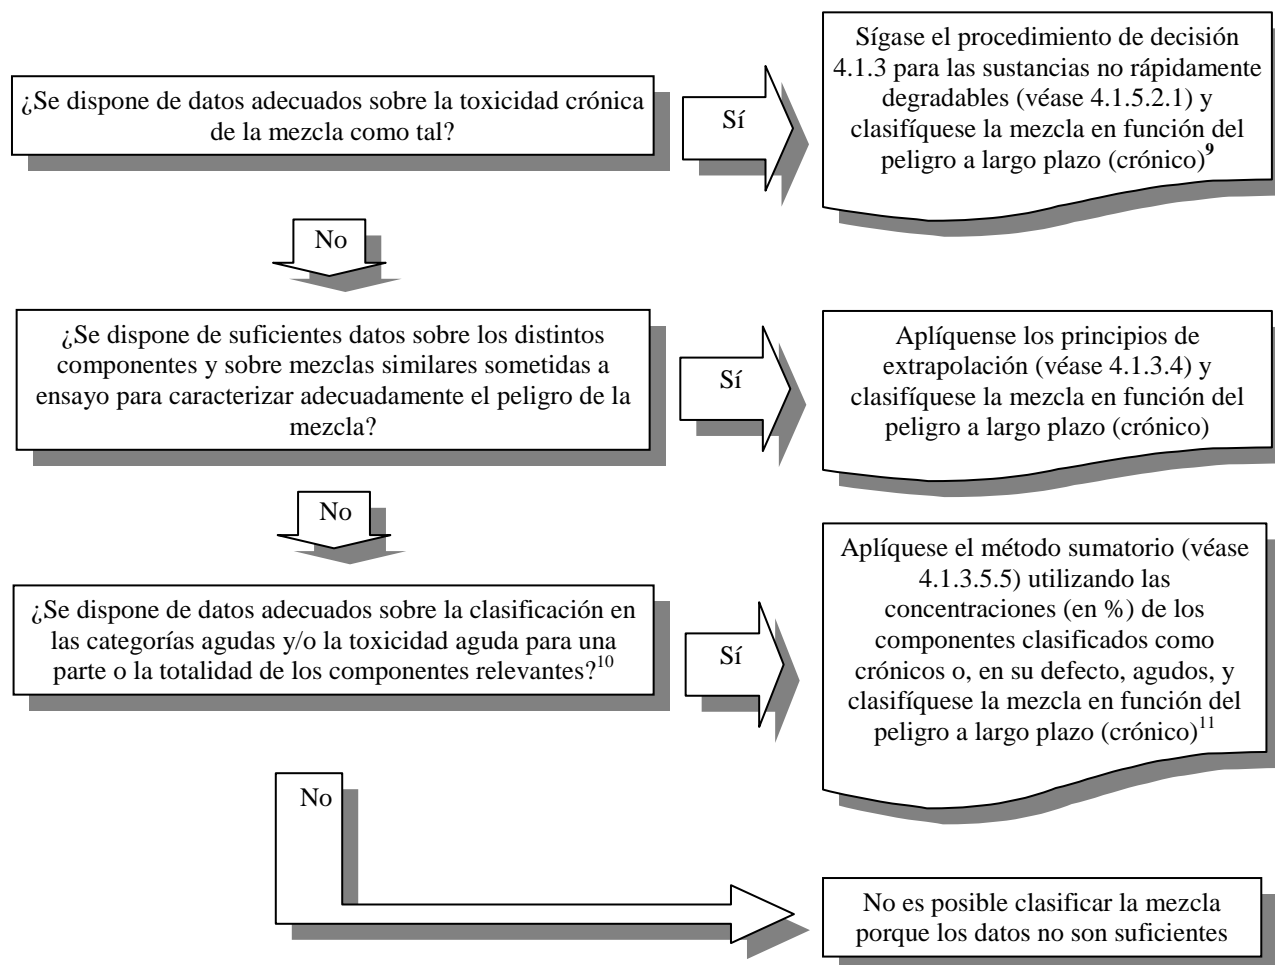 ¿Se dispone de datos adecuados sobre la toxicidad crónica
de la mezcla como tal?
Sí
Sígase el procedimiento de decisión
4.1.3 para las sustancias no rápidamente
degradables (véase 4.1.5.2.1) y
clasifíquese la mezcla en función del
peligro a largo plazo (crónico)9
No
¿Se dispone de suficientes datos sobre los distintos
componentes y sobre mezclas similares sometidas a
ensayo para caracterizar adecuadamente el peligro de la
mezcla?
Sí
Aplíquense los principios de
extrapolación (véase 4.1.3.4) y
clasifíquese la mezcla en función del
peligro a largo plazo (crónico)
No
¿Se dispone de datos adecuados sobre la clasificación en
las categorías agudas y/o la toxicidad aguda para una
parte o la totalidad de los componentes relevantes?10
Sí
Aplíquese el método sumatorio (véase
4.1.3.5.5) utilizando las
concentraciones (en %) de los
componentes clasificados como
crónicos o, en su defecto, agudos, y
clasifíquese la mezcla en función del
peligro a largo plazo (crónico)11
No
No es posible clasificar la mezcla
porque los datos no son suficientes